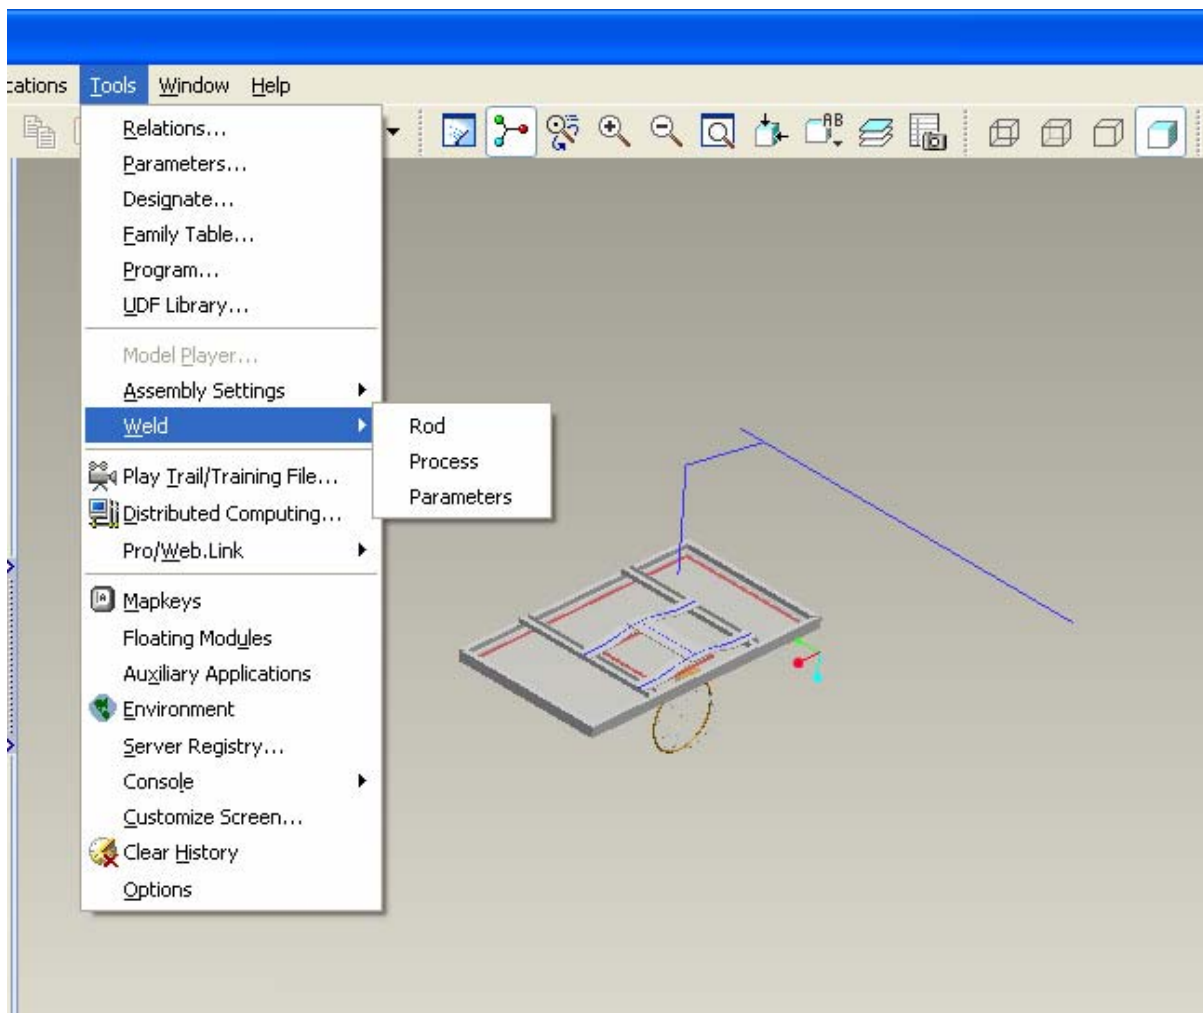 cations Tools Window Help
AB
Relations...
Parameters...
Designate...
Family Table...
Program...
UDF Library...
Model Player...
Assembly Settings
Weld
Rod
Process
Parameters
Play Trail/Training File...
Distributed Computing...
Pro/Web.Link
Mapkeys
Floating Modules
Auxiliary Applications
Environment
Server Registry...
Console
Customize Screen...
Clear History
Options